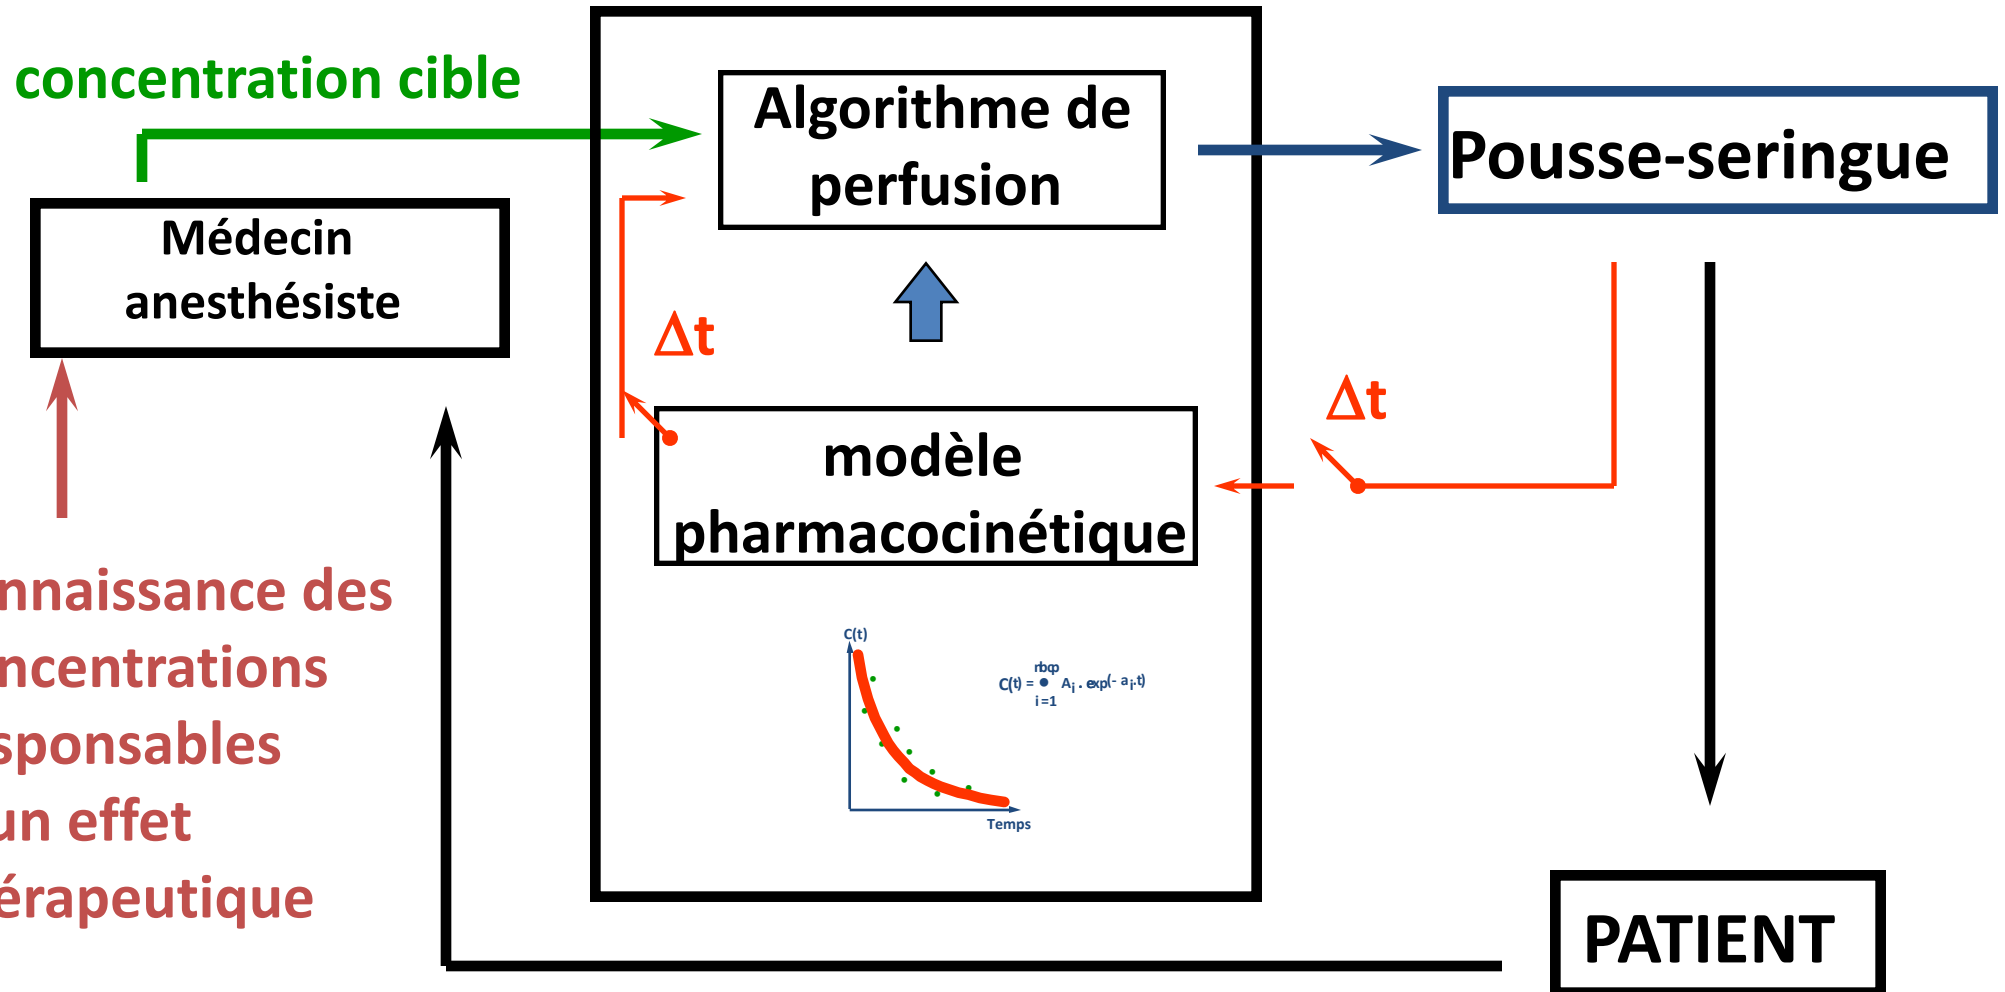 concentration cible
Médecin
anesthésiste
Algorithme de
perfusion
Pousse-seringue
Δt
Δt
modèle
pharmacocinétique
nnaissance des
ncentrations
sponsables
un effet
érapeutique
C(t)
Temps
nbcp
C(t) = • Ai . exp(- ai.t)
i =1
PATIENT